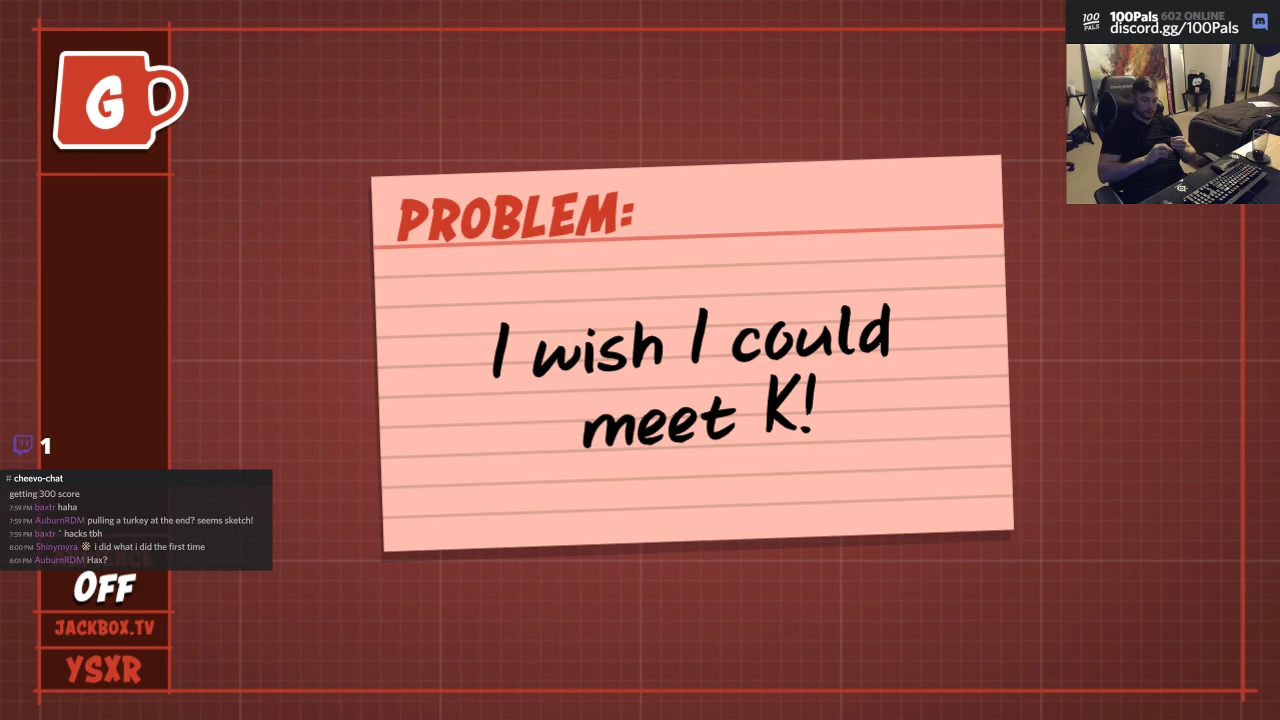 100
PALS
100Pals 602 ONLINE
discord.gg/100Pals
G
PROBLEM:
I wish I could
meet K!
1
# cheevo-chat
getting 300 score
7:59 PM baxtr haha
7:59 PM AuburnRDM pulling a turkey at the end? seems sketch!
7:59 PM baxtr ^ hacks tbh
8:00 PM Shinymyra i did what i did the first time
8:01 PM AuburnRDM Hax?
OFF
JACKBOX.TV
YSXR